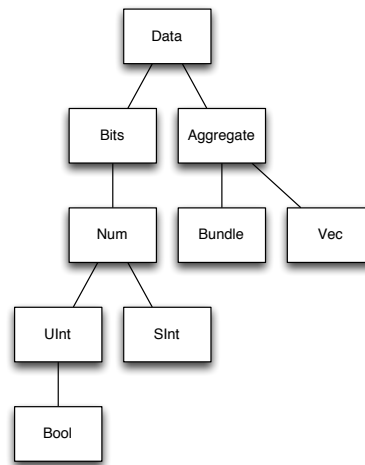 Data
Bits
Aggregate
Num
Bundle
Vec
UInt
SInt
Bool